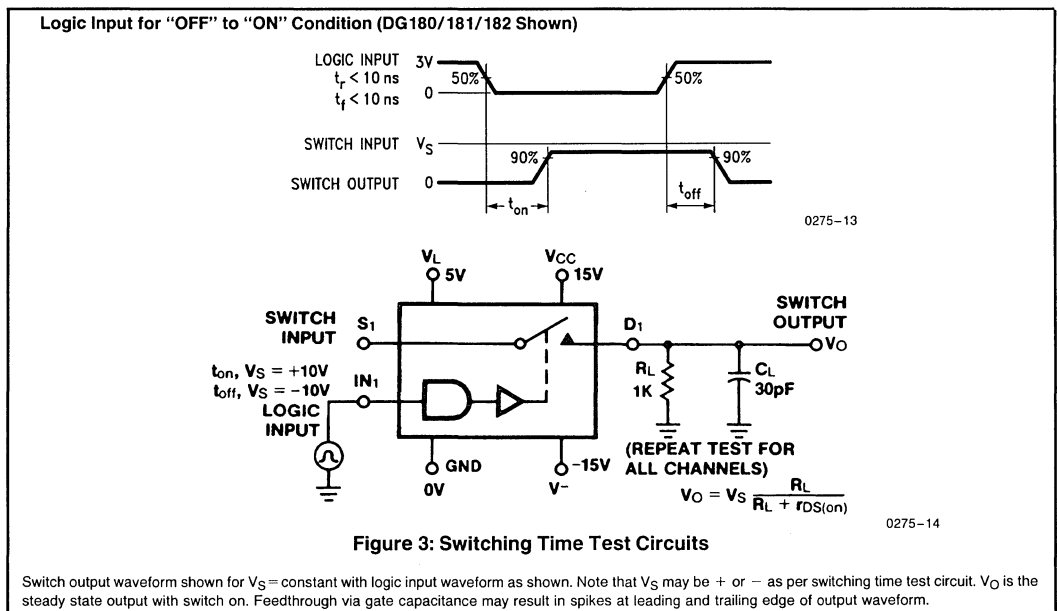 Logic Input for “OFF” to “ON” Condition (DG180/181/182 Shown)
LOGIC INPUT 3V
tr < 10 ns 50% 50%
tf < 10 ns 0
SWITCH INPUT VS
90% 90%
SWITCH OUTPUT 0
ton toff
0275–13
VL VCC
5V 15V
SWITCH INPUT S1
D1
SWITCH OUTPUT
VO
ton, VS = +10V
toff, VS = −10V
LOGIC INPUT
IN1
RL
1K
CL
30pF
GND
0V
−15V
V−
(REPEAT TEST FOR
ALL CHANNELS)
VO = VS RL / RL + rDS(on)
0275–14
Figure 3: Switching Time Test Circuits
Switch output waveform shown for VS = constant with logic input waveform as shown. Note that VS may be + or − as per switching time test circuit. VO is the
steady state output with switch on. Feedthrough via gate capacitance may result in spikes at leading and trailing edge of output waveform.